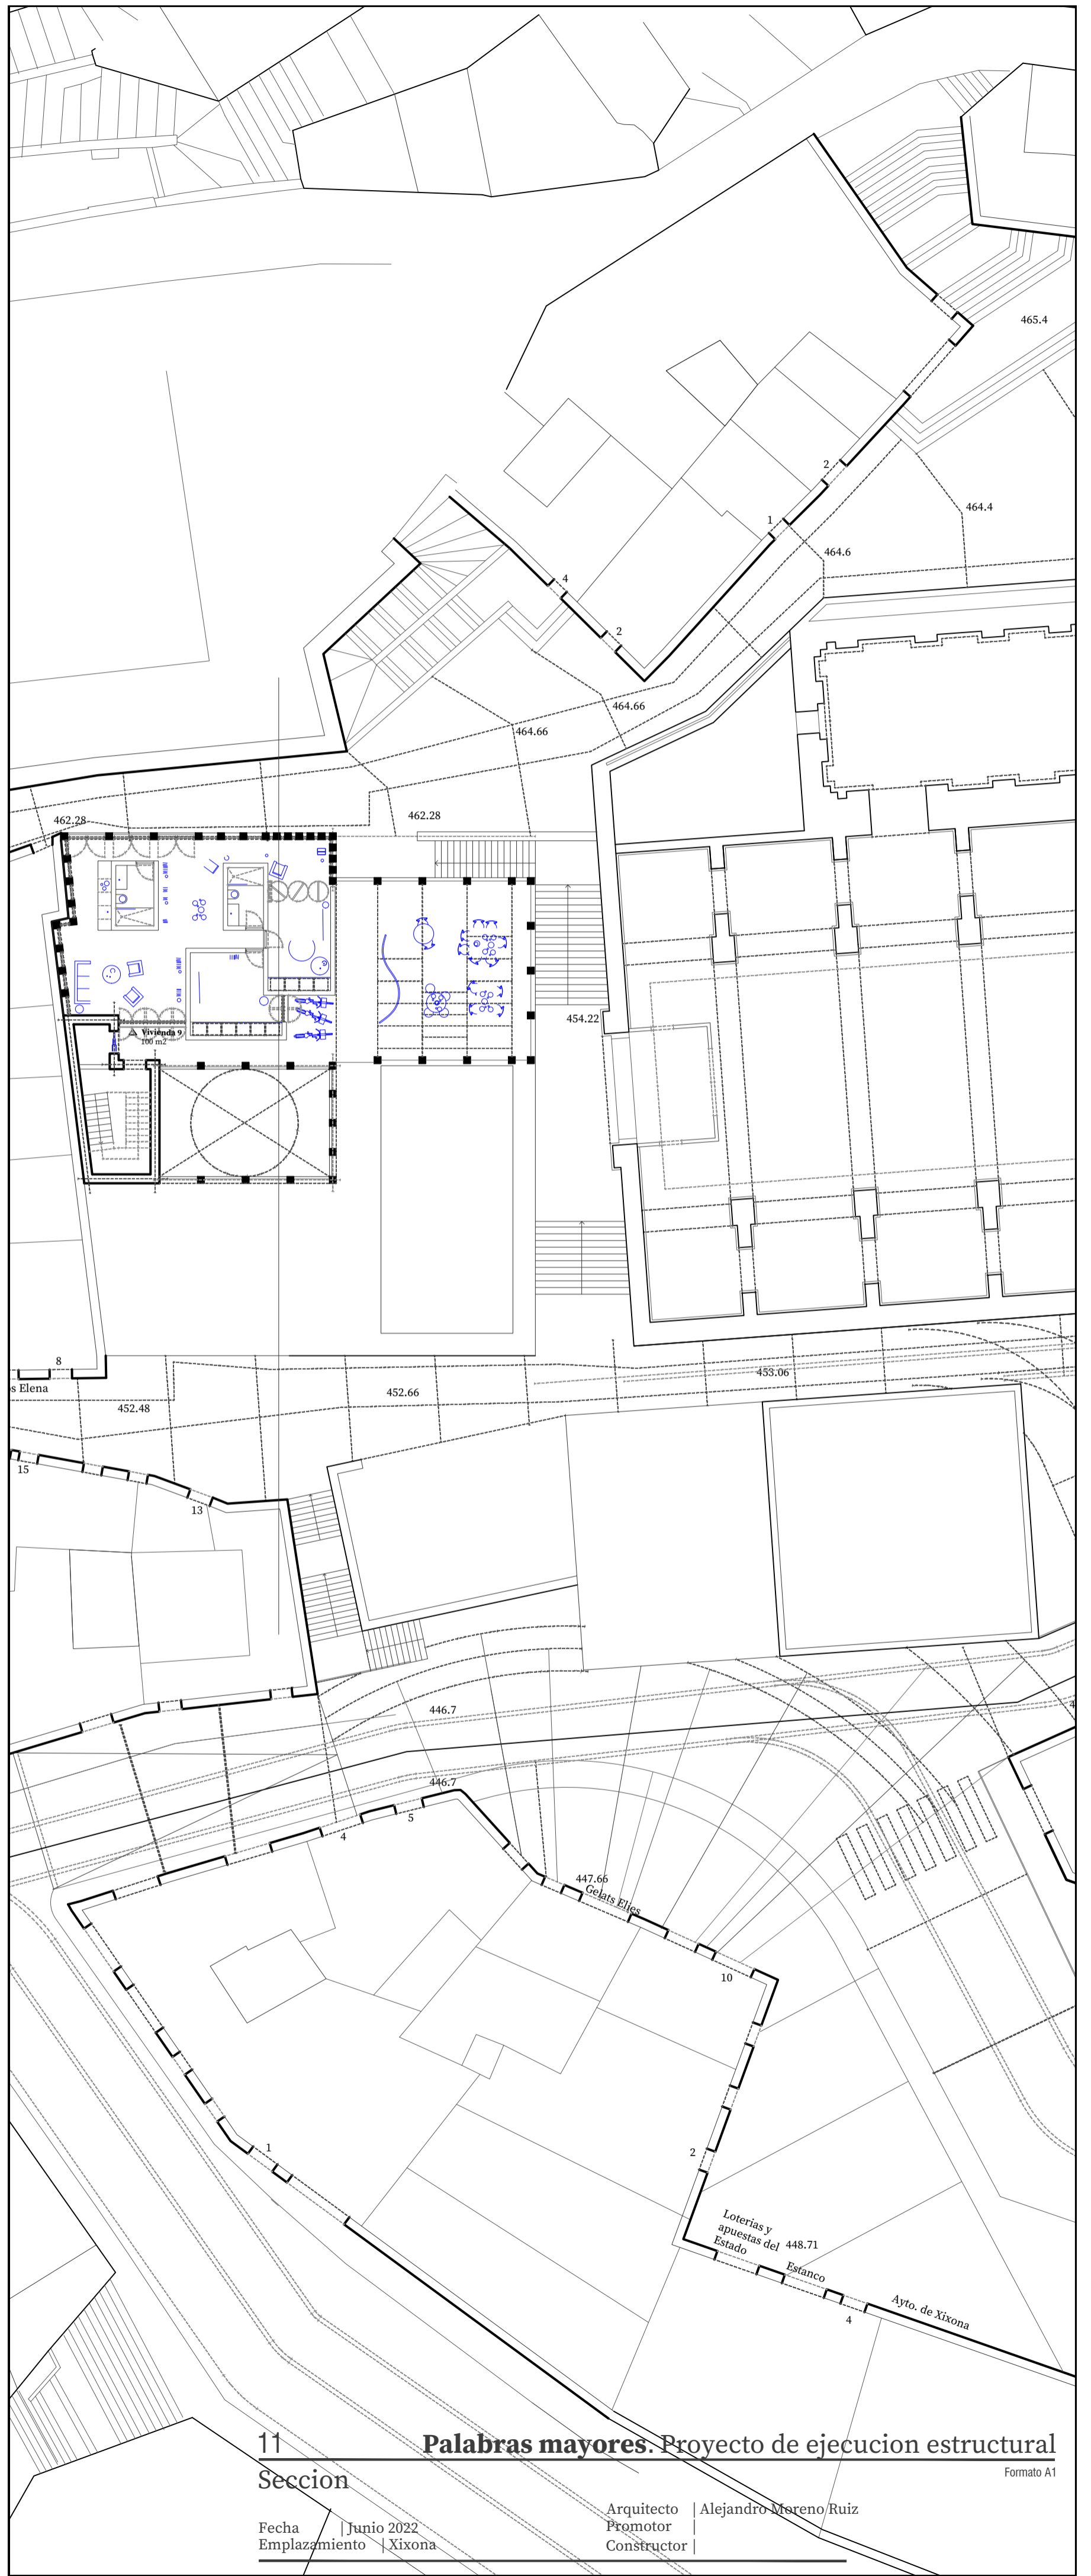 465.4
2
464.4
1
464.6
4
2
464.66
464.66
462.28
462.28
454.22
Vivienda 9
100 m2
8
s Elena
453.06
452.66
452.48
15
13
446.7
4
446.7
5
4
447.66
Gelats Elies
10
1
2
Loterias y
apuestas del
Estado
448.71
Estanco
4
Ayto. de Xixona
11
Palabras mayores. Proyecto de ejecucion estructural
Formato A1
Seccion
Arquitecto | Alejandro Moreno Ruiz
Fecha | Junio 2022
Promotor |
Emplazamiento | Xixona
Constructor |